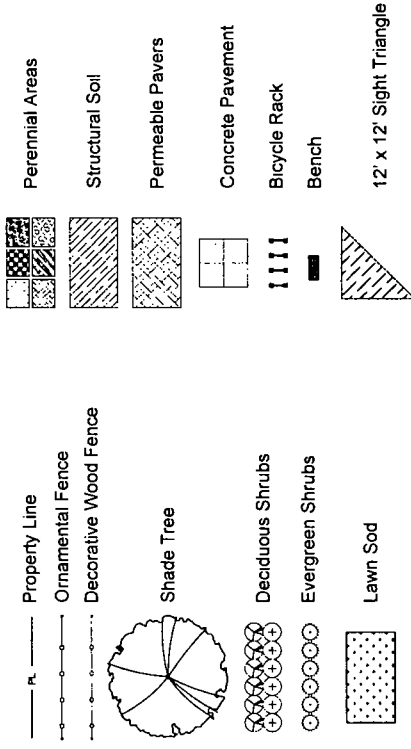 PL
Property Line
Ornamental Fence
Decorative Wood Fence
Shade Tree
Deciduous Shrubs
Evergreen Shrubs
Lawn Sod
Perennial Areas
Structural Soil
Permeable Pavers
Concrete Pavement
Bicycle Rack
Bench
12' x 12' Sight Triangle